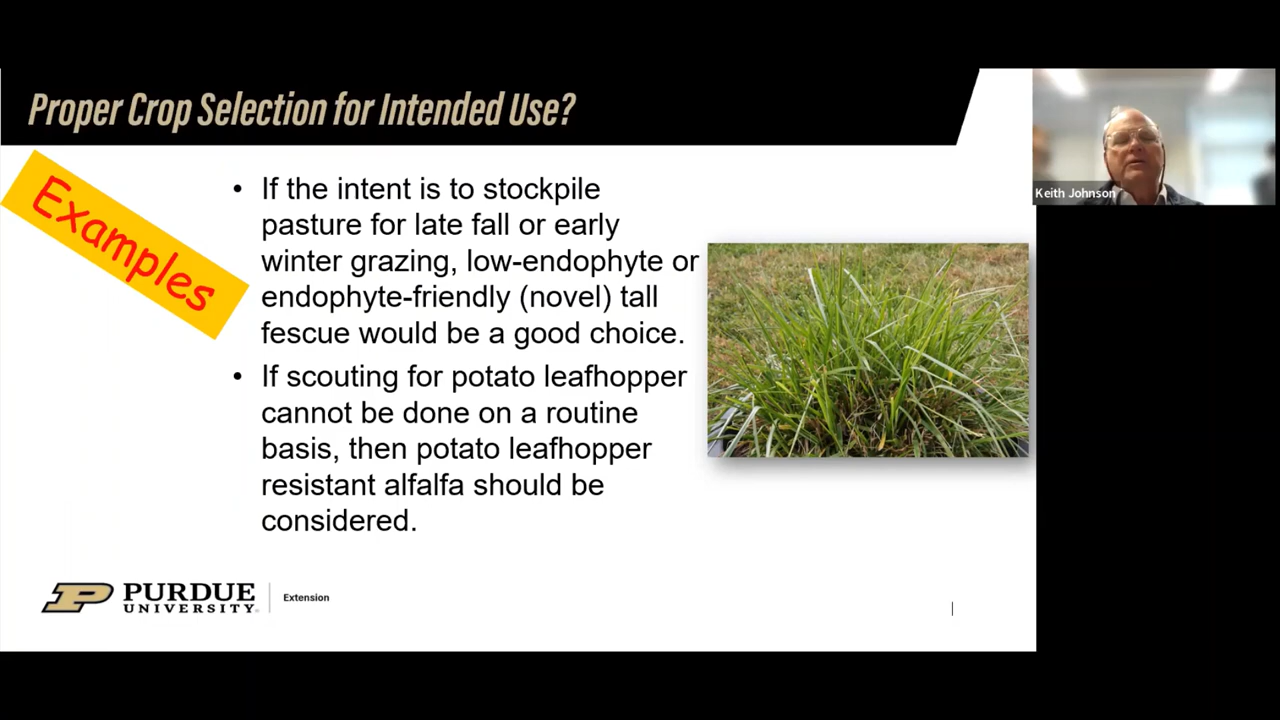 Proper Crop Selection for Intended Use?
Examples
• If the intent is to stockpile
pasture for late fall or early
winter grazing, low-endophyte or
endophyte-friendly (novel) tall
fescue would be a good choice.
• If scouting for potato leafhopper
cannot be done on a routine
basis, then potato leafhopper
resistant alfalfa should be
considered.
Keith Johnson
P PURDUE
UNIVERSITY
Extension